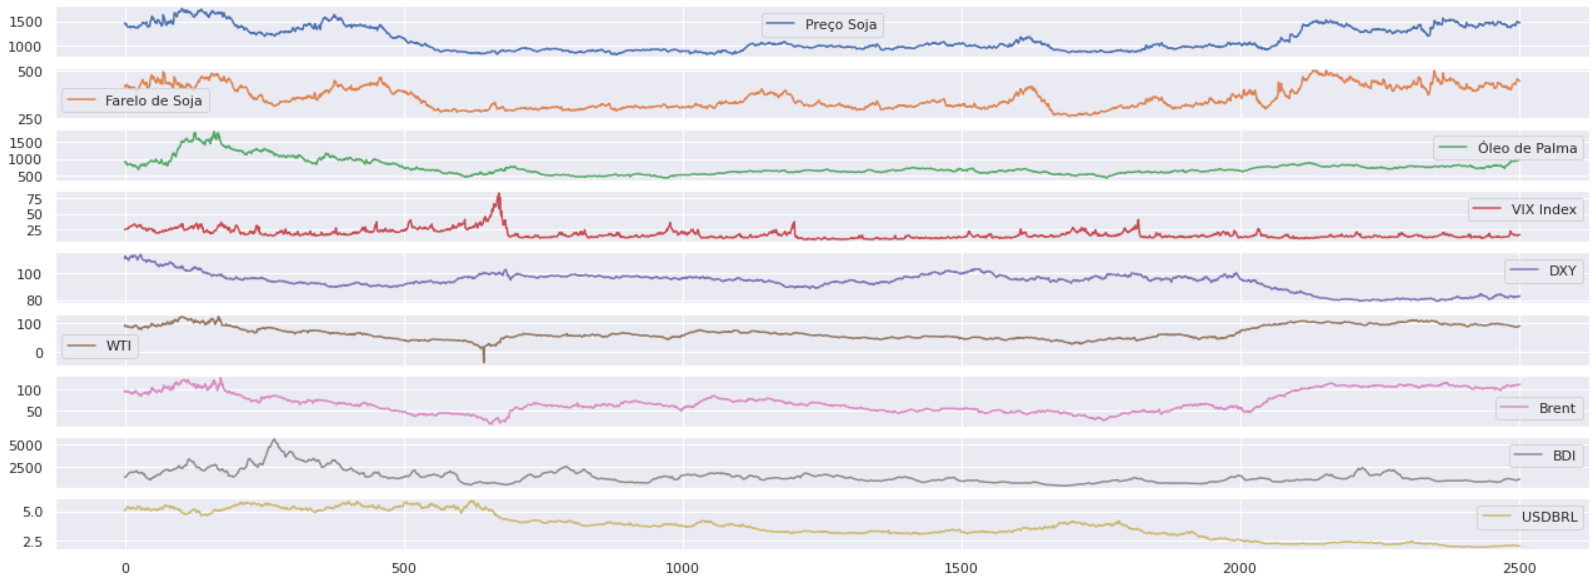 1500
1000
Preço Soja
500
250
Farelo de Soja
1500
1000
500
Óleo de Palma
75
50
25
VIX Index
100
80
DXY
100
0
WTI
100
50
Brent
5000
2500
BDI
5.0
2.5
USDBRL
0 500 1000 1500 2000 2500